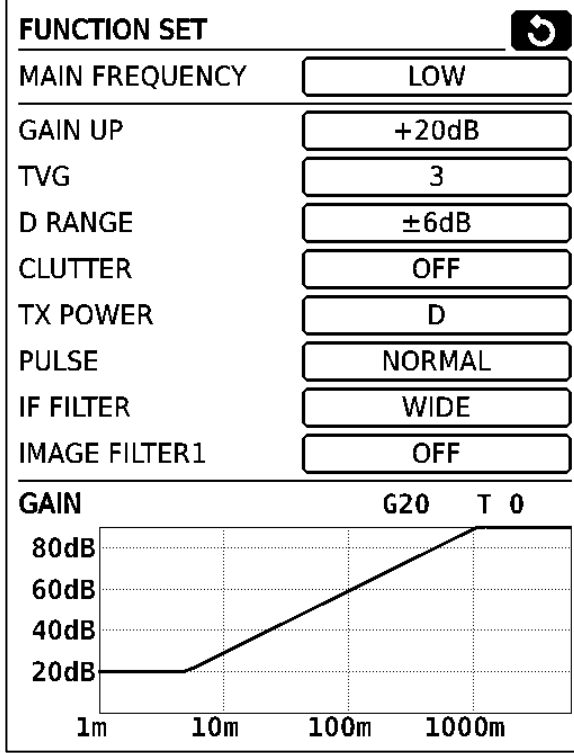 FUNCTION SET
MAIN FREQUENCY LOW
GAIN UP +20dB
TVG 3
D RANGE ±6dB
CLUTTER OFF
TX POWER D
PULSE NORMAL
IF FILTER WIDE
IMAGE FILTER1 OFF
GAIN G20 T 0
80dB
60dB
40dB
20dB
1m 10m 100m 1000m